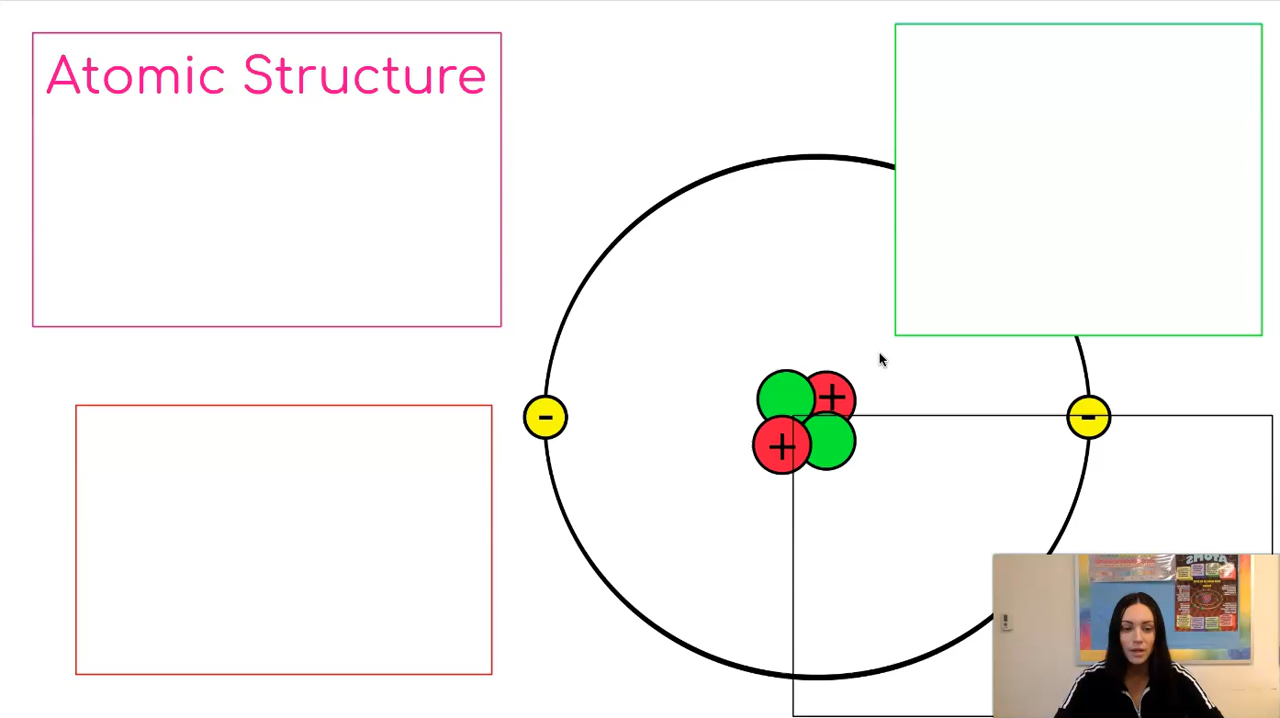 Atomic Structure
+
- + -